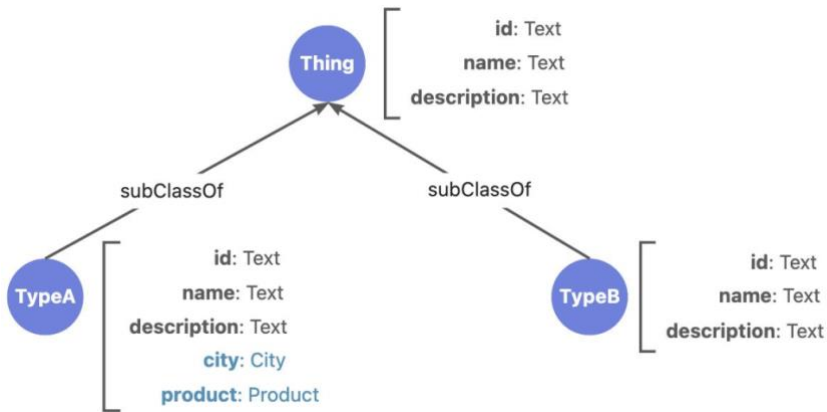 Thing
id: Text
name: Text
description: Text
subClassOf
subClassOf
TypeA
id: Text
name: Text
description: Text
city: City
product: Product
TypeB
id: Text
name: Text
description: Text